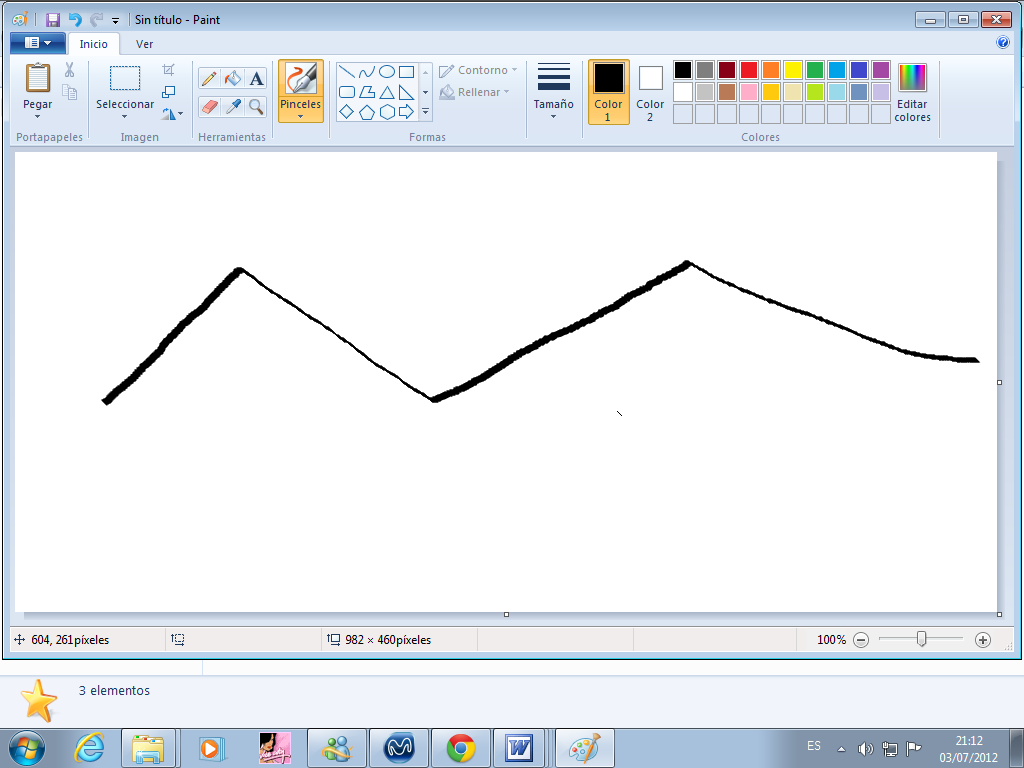 Sin título - Paint
Inicio Ver
Pegar
Seleccionar
A
Pinceles
Contorno
Rellenar
Tamaño
Color 1
Color 2
Editar colores
Portapapeles Imagen Herramientas Formas Colores
604, 261píxeles 982 × 460píxeles 100%
3 elementos
W
ES
21:12
03/07/2012